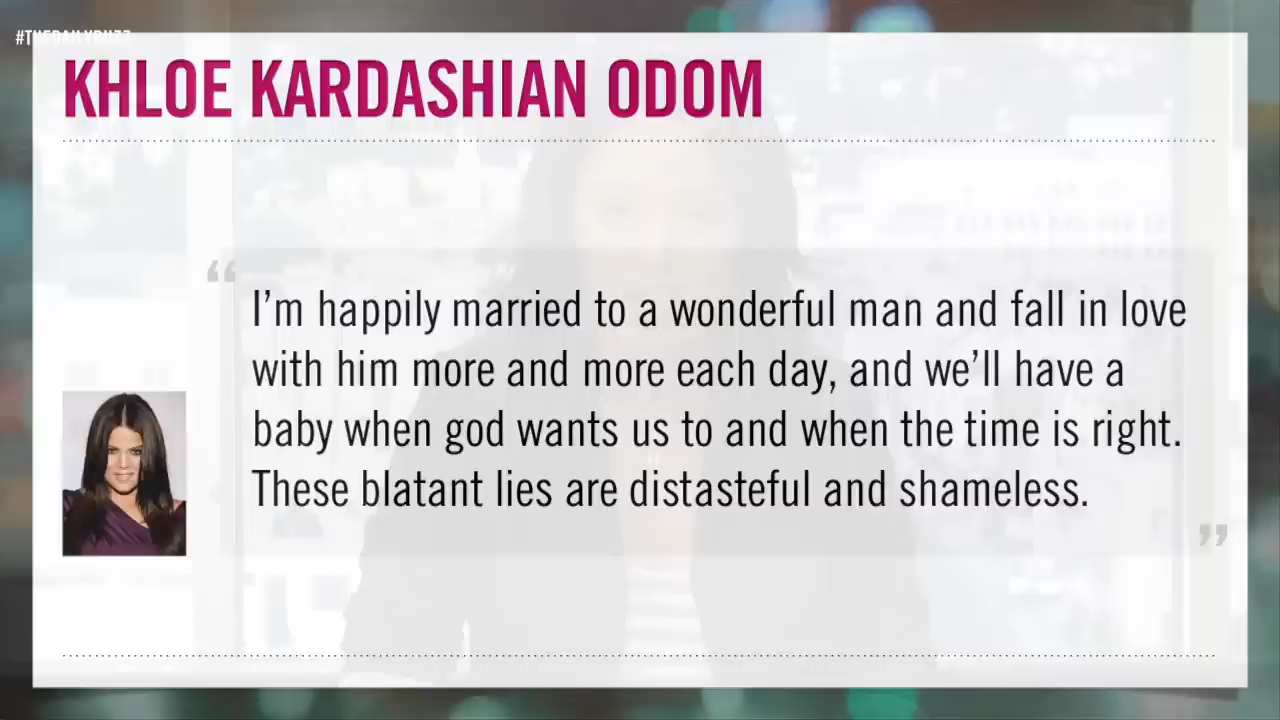 #THEDAILYBUZZ
KHLOE KARDASHIAN ODOM
“
I’m happily married to a wonderful man and fall in love
with him more and more each day, and we’ll have a
baby when god wants us to and when the time is right.
These blatant lies are distasteful and shameless.
”